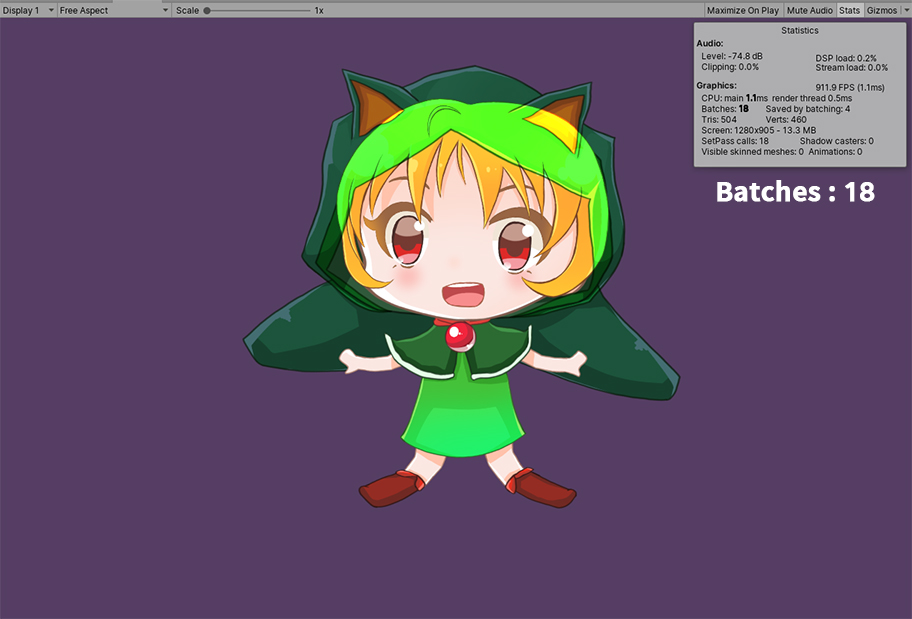 Display 1 Free Aspect Scale 1x Maximize On Play Mute Audio Stats Gizmos
Statistics
Audio:
Level: -74.8 dB DSP load: 0.2%
Clipping: 0.0% Stream load: 0.0%
Graphics: 911.9 FPS (1.1ms)
CPU: main 1.1ms render thread 0.5ms
Batches: 18 Saved by batching: 4
Tris: 504 Verts: 460
Screen: 1280x905 - 13.3 MB
SetPass calls: 18 Shadow casters: 0
Visible skinned meshes: 0 Animations: 0
Batches : 18